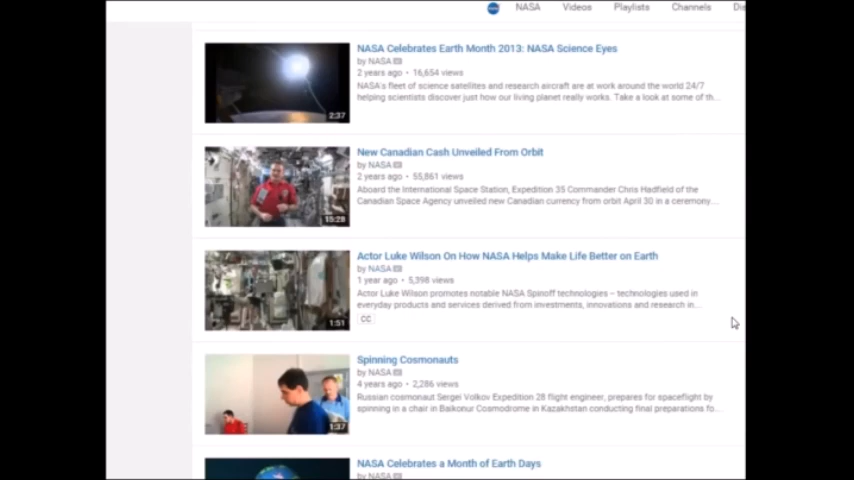 NASA Videos Playlists Channels
NASA Celebrates Earth Month 2013: NASA Science Eyes
by NASA
2 years ago • 16,654 views
NASA's fleet of science satellites and research aircraft are at work around the world 24/7
helping scientists discover just how our living planet really works. Take a look at some of th...
2:37
New Canadian Cash Unveiled From Orbit
by NASA
2 years ago • 55,861 views
Aboard the International Space Station, Expedition 35 Commander Chris Hadfield of the
Canadian Space Agency unveiled new Canadian currency from orbit April 30 in a ceremony...
Actor Luke Wilson On How NASA Helps Make Life Better on Earth
by NASA
1 year ago • 5,398 views
Actor Luke Wilson promotes notable NASA Spinoff technologies – technologies used in
everyday products and services derived from investments, innovations and research in...
CC
1:51
Spinning Cosmonauts
by NASA
4 years ago • 2,286 views
Russian cosmonaut Sergei Volkov Expedition 28 flight engineer, prepares for spaceflight by
spinning in a chair in Baikonur Cosmodrome in Kazakhstan conducting final preparations fo...
1:37
NASA Celebrates a Month of Earth Days
by NASA